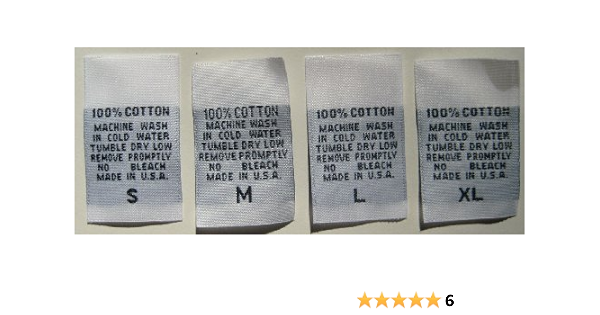 100% COTTON
MACHINE WASH
IN COLD WATER
TUMBLE DRY LOW
REMOVE PROMPTLY
NO BLEACH
MADE IN U.S.A.
S
100% COTTON
MACHINE WASH
IN COLD WATER
TUMBLE DRY LOW
REMOVE PROMPTLY
NO BLEACH
MADE IN U.S.A.
M
100% COTTON
MACHINE WASH
IN COLD WATER
TUMBLE DRY LOW
REMOVE PROMPTLY
NO BLEACH
MADE IN U.S.A.
L
100% COTTON
MACHINE WASH
IN COLD WATER
TUMBLE DRY LOW
REMOVE PROMPTLY
NO BLEACH
MADE IN U.S.A.
XL
6